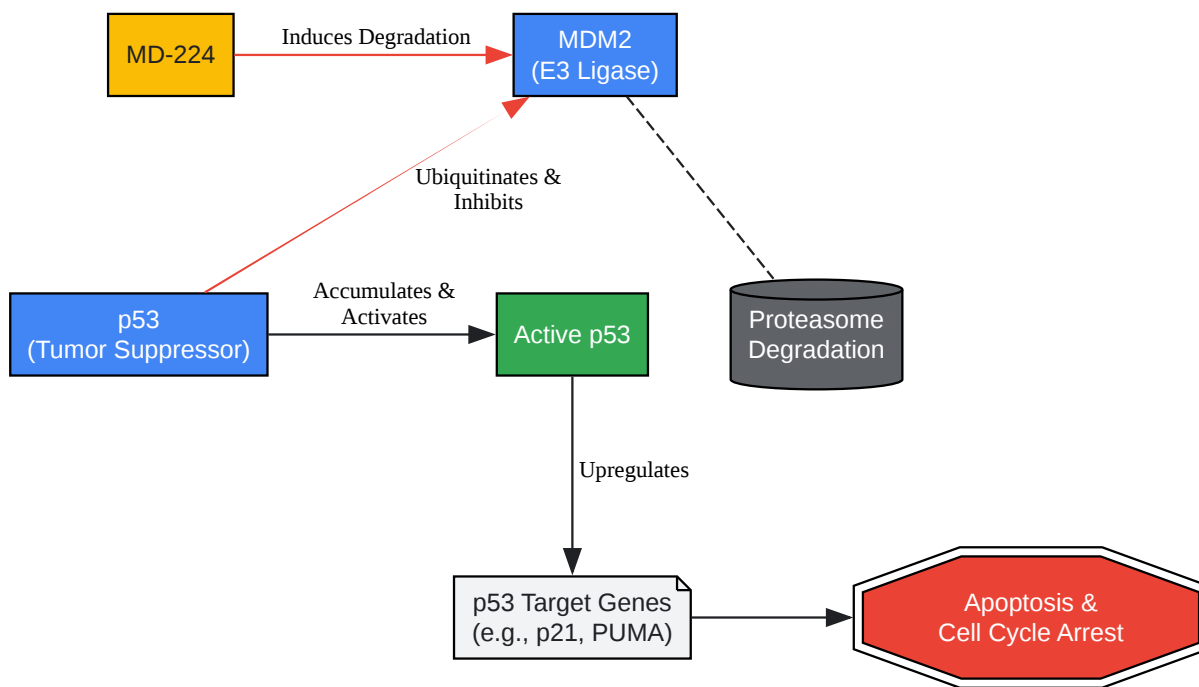 MD-224
Induces Degradation
MDM2
(E3 Ligase)
Ubiquitinates &
Inhibits
p53
(Tumor Suppressor)
Accumulates &
Activates
Active p53
Proteasome
Degradation
Upregulates
p53 Target Genes
(e.g., p21, PUMA)
Apoptosis &
Cell Cycle Arrest